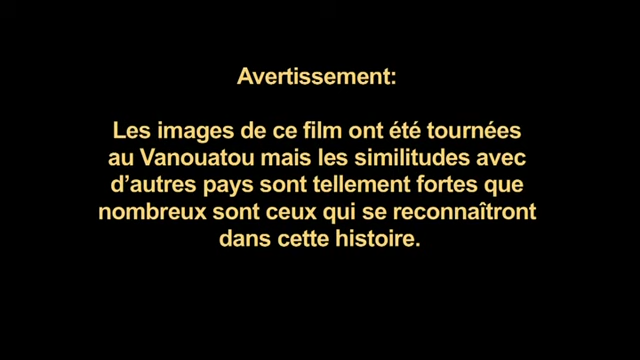 Avertissement:
Les images de ce film ont été tournées
au Vanouatou mais les similitudes avec
d'autres pays sont tellement fortes que
nombreux sont ceux qui se reconnaîtront
dans cette histoire.